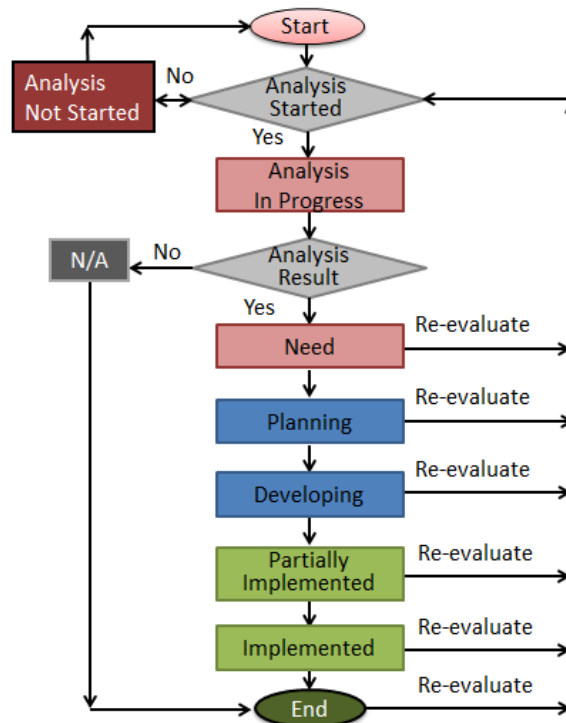 Start
Analysis
Not Started
No
Analysis
Started
Yes
Analysis
In Progress
N/A
No
Analysis
Result
Yes
Need
Re-evaluate
Planning
Re-evaluate
Developing
Re-evaluate
Partially
Implemented
Re-evaluate
Implemented
Re-evaluate
End
Re-evaluate